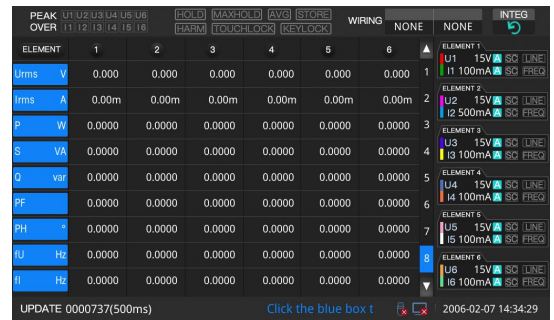 PEAK U1 U2 U3 U4 U5 U6 HOLD MAXHOLD AVG STORE WIRING INTEG
OVER I1 I2 I3 I4 I5 I6 HARM TOUCHLOCK KEYLOCK NONE NONE
ELEMENT 1 2 3 4 5 6
Urms V 0.000 0.000 0.000 0.000 0.000 0.000 1
Irms A 0.00m 0.00m 0.00m 0.00m 0.00m 0.00m 2
P W 0.0000 0.0000 0.0000 0.0000 0.0000 0.0000 3
S VA 0.0000 0.0000 0.0000 0.0000 0.0000 0.0000 4
Q var 0.0000 0.0000 0.0000 0.0000 0.0000 0.0000 5
PF 0.0000 0.0000 0.0000 0.0000 0.0000 0.0000 6
PH ° 0.0000 0.0000 0.0000 0.0000 0.0000 0.0000 7
fU Hz 0.0000 0.0000 0.0000 0.0000 0.0000 0.0000 8
fI Hz 0.0000 0.0000 0.0000 0.0000 0.0000 0.0000
ELEMENT 1
U1 15V A SC LINE
I1 100mA A SC FREQ
ELEMENT 2
U2 15V A SC LINE
I2 500mA A SC FREQ
ELEMENT 3
U3 15V A SC LINE
I3 100mA A SC FREQ
ELEMENT 4
U4 15V A SC LINE
I4 100mA A SC FREQ
ELEMENT 5
U5 15V A SC LINE
I5 100mA A SC FREQ
ELEMENT 6
U6 15V A SC LINE
I6 100mA A SC FREQ
UPDATE 0000737(500ms) Click the blue box t 2006-02-07 14:34:29